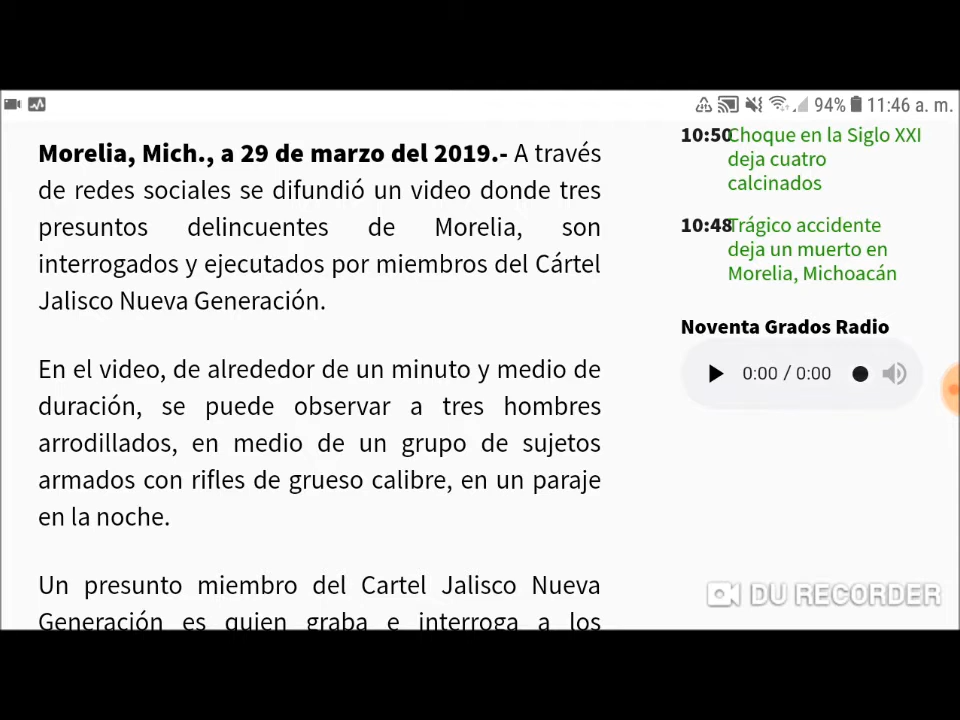 94% 11:46 a. m.
Morelia, Mich., a 29 de marzo del 2019.- A través
de redes sociales se difundió un video donde tres
presuntos delincuentes de Morelia, son
interrogados y ejecutados por miembros del Cártel
Jalisco Nueva Generación.
En el video, de alrededor de un minuto y medio de
duración, se puede observar a tres hombres
arrodillados, en medio de un grupo de sujetos
armados con rifles de grueso calibre, en un paraje
en la noche.
Un presunto miembro del Cartel Jalisco Nueva
Generación es quien graba e interroga a los
10:50 Choque en la Siglo XXI
deja cuatro
calcinados
10:48 Trágico accidente
deja un muerto en
Morelia, Michoacán
Noventa Grados Radio
0:00 / 0:00
DU RECORDER